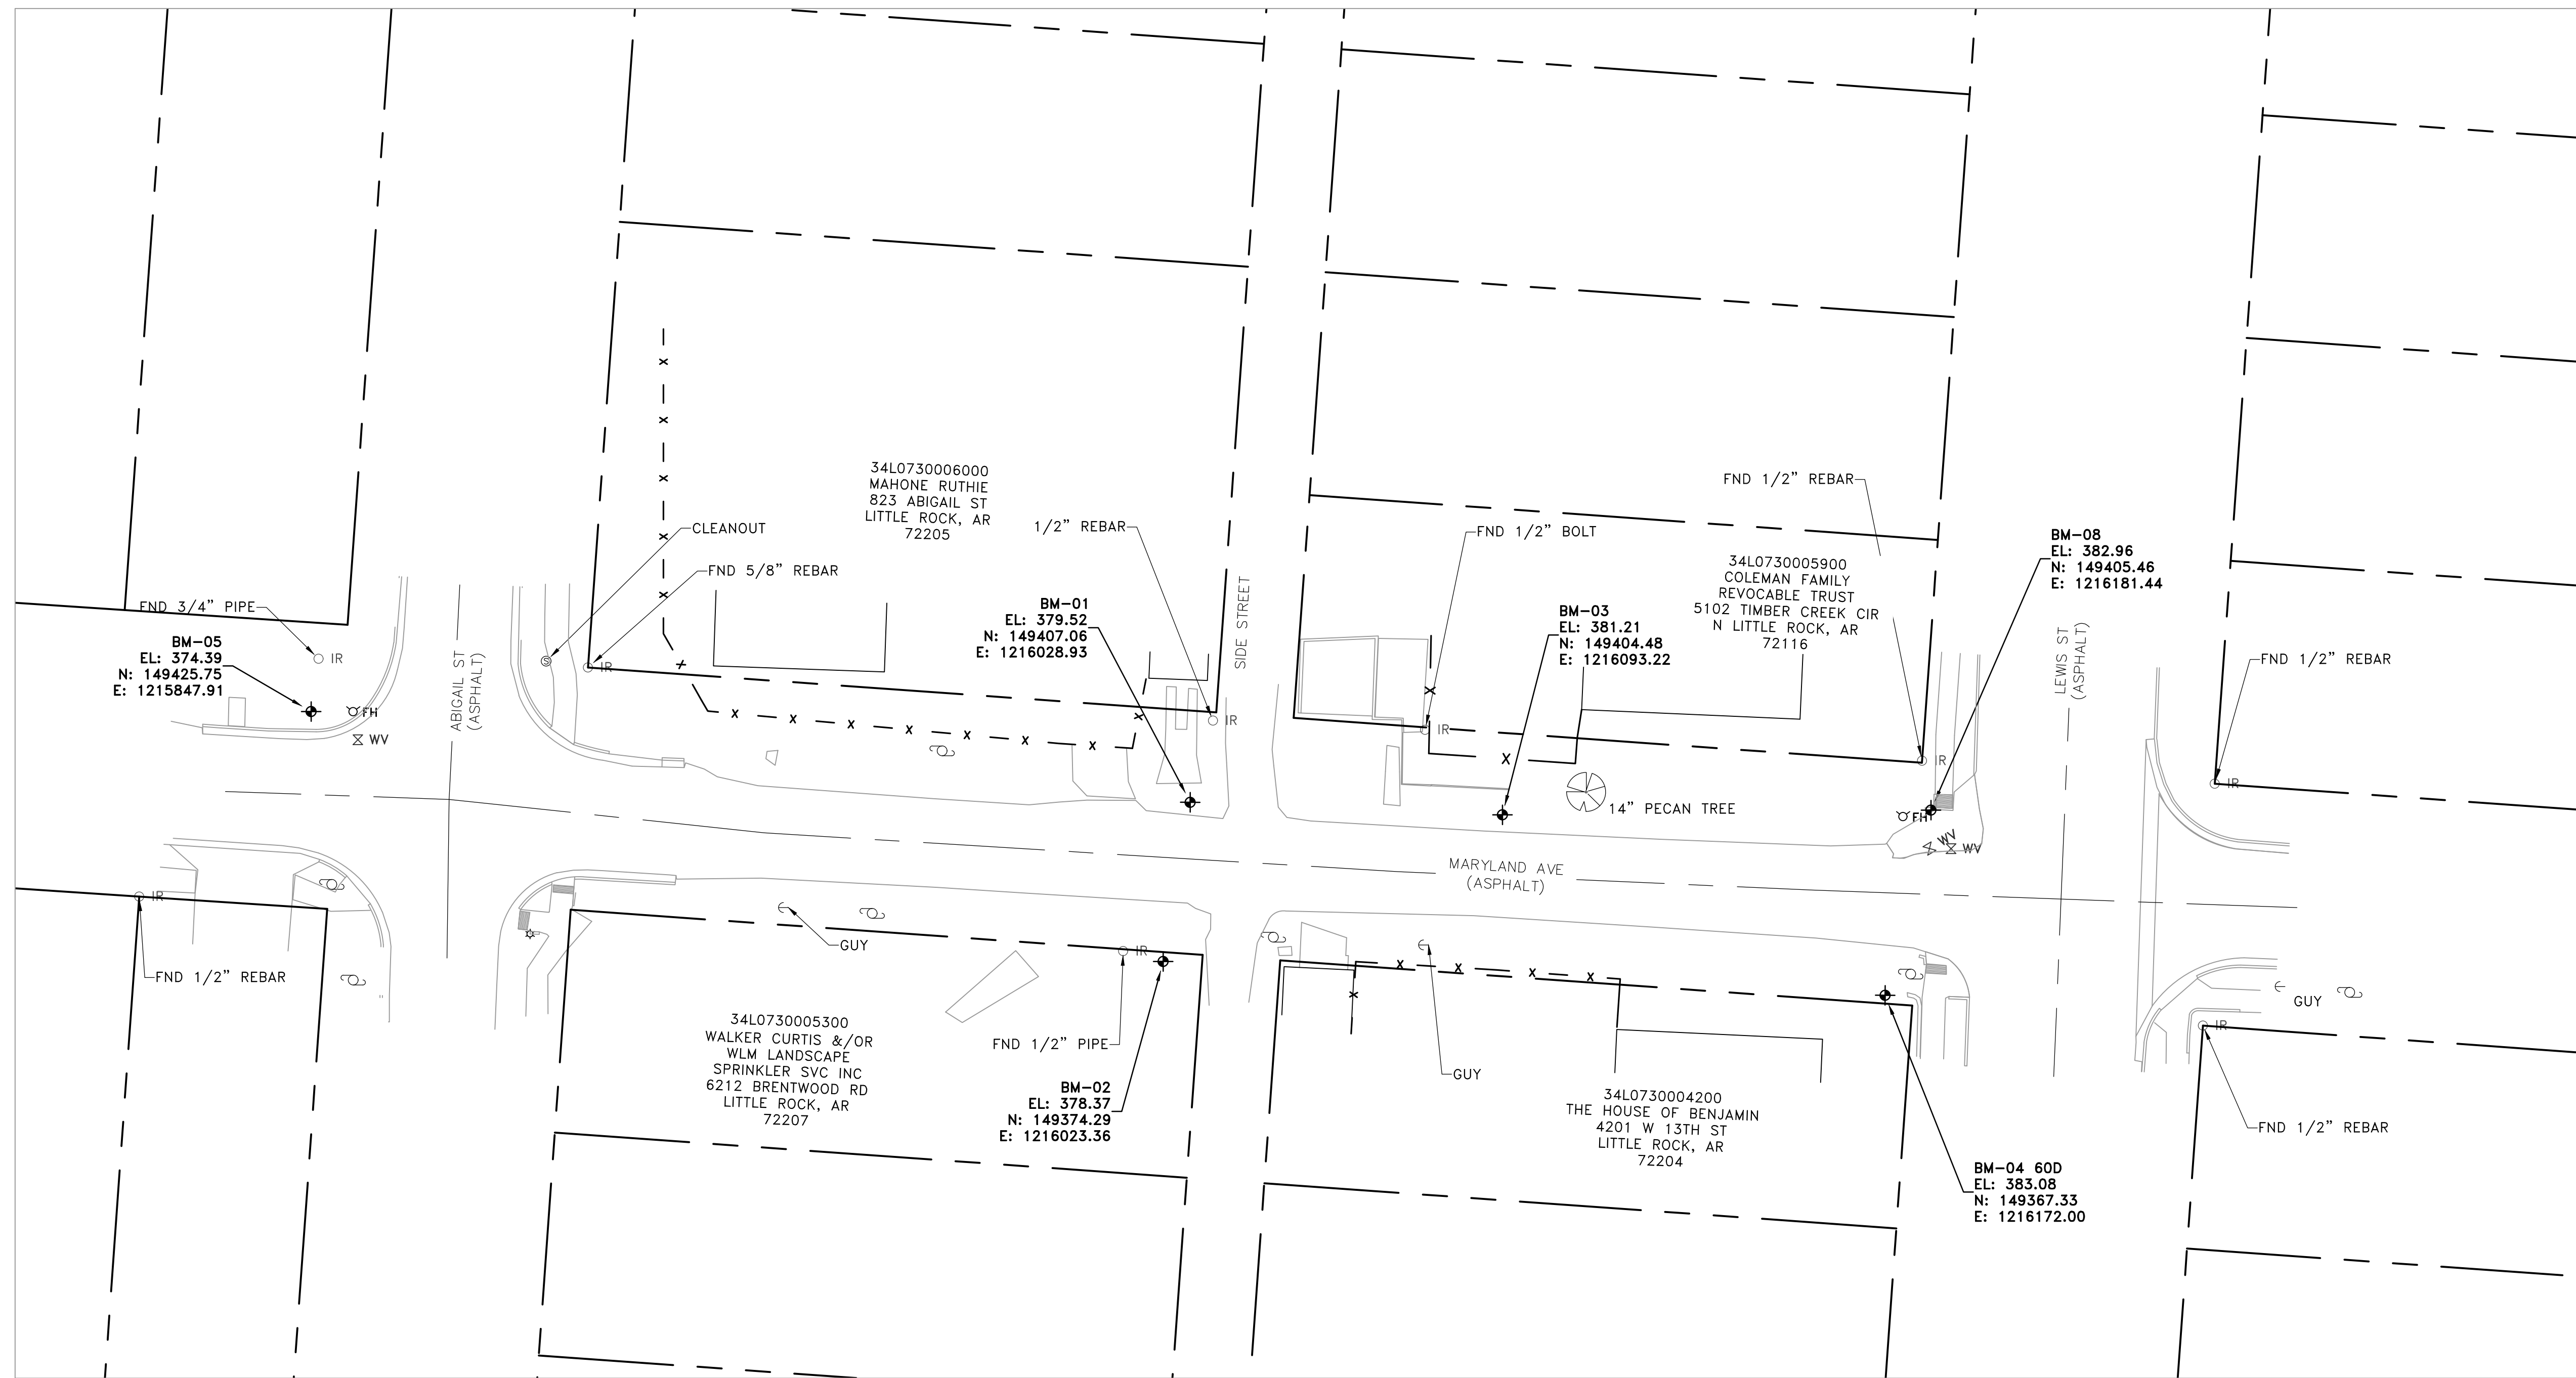 34L0730006000
MAHONE RUTHIE
823 ABIGAIL ST
LITTLE ROCK, AR
72205
FND 1/2" REBAR
CLEANOUT
1/2" REBAR
FND 1/2" BOLT
BM-08
EL: 382.96
N: 149405.46
E: 1216181.44
FND 5/8" REBAR
34L0730005900
COLEMAN FAMILY
REVOCABLE TRUST
5102 TIMBER CREEK CIR
N LITTLE ROCK, AR
72116
FND 3/4" PIPE
IR
BM-05
EL: 374.39
N: 149425.75
E: 1215847.91
FH
WV
ABIGAIL ST
(ASPHALT)
S
IR
BM-01
EL: 379.52
N: 149407.06
E: 1216028.93
IR
SIDE STREET
BM-03
EL: 381.21
N: 149404.48
E: 1216093.22
IR
14" PECAN TREE
IR
FH
WV
WV
LEWIS ST
(ASPHALT)
FND 1/2" REBAR
IR
MARYLAND AVE
(ASPHALT)
IR
FND 1/2" REBAR
GUY
IR
FND 1/2" PIPE
34L0730005300
WALKER CURTIS &/OR
WLM LANDSCAPE
SPRINKLER SVC INC
6212 BRENTWOOD RD
LITTLE ROCK, AR
72207
BM-02
EL: 378.37
N: 149374.29
E: 1216023.36
GUY
34L0730004200
THE HOUSE OF BENJAMIN
4201 W 13TH ST
LITTLE ROCK, AR
72204
GUY
IR
FND 1/2" REBAR
BM-04 60D
EL: 383.08
N: 149367.33
E: 1216172.00